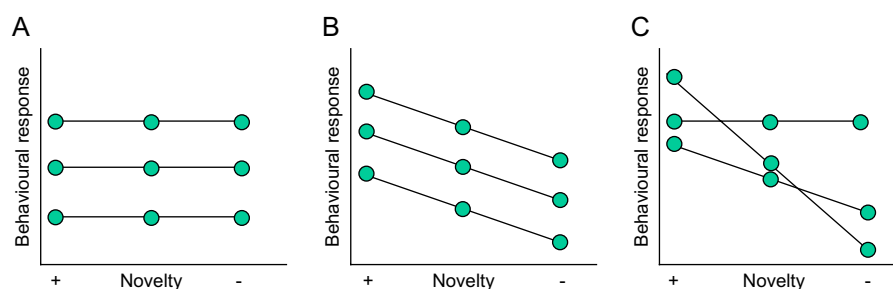 A
B
C
Behavioural response
Behavioural response
Behavioural response
+ Novelty -
+ Novelty -
+ Novelty -